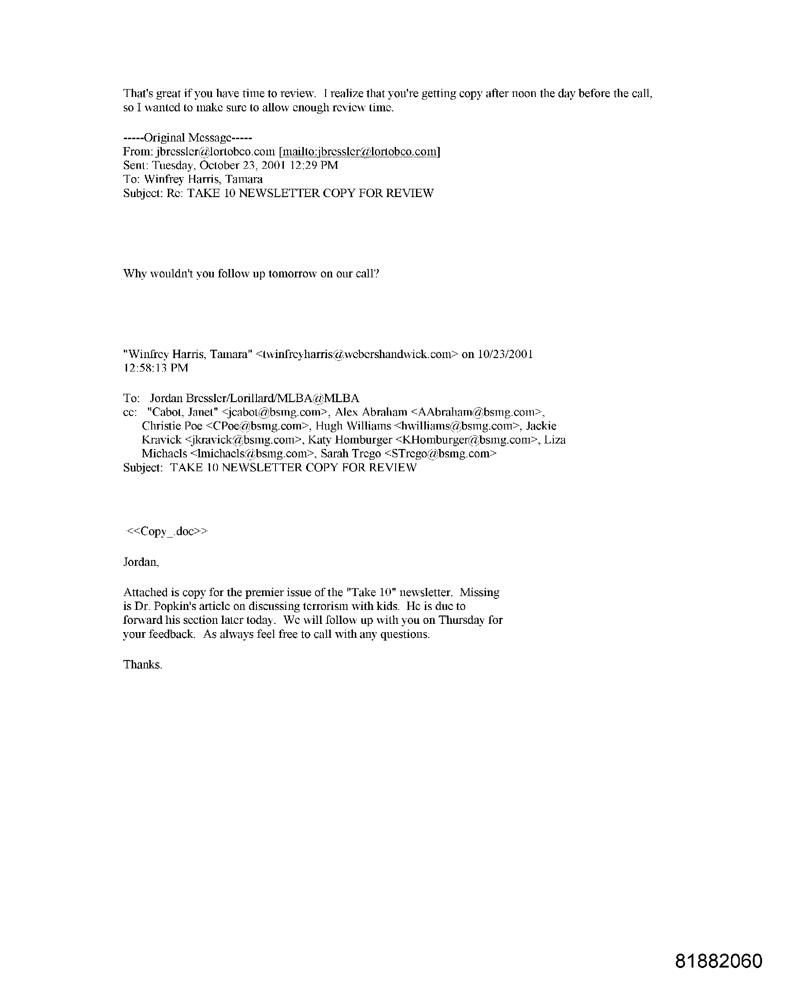 That's great if you have time to review.  I realize that you're getting copy after noon the day before the call,
so I wanted to make sure to allow enough review time.
-----Original Message-----
From: jbressler@lortobco.com [mailto:jbressler@lortobco.com]
Sent: Tuesday, October 23, 2001 12:29 PM
To: Winfrey Harris, Tamara
Subject: Re: TAKE 10 NEWSLETTER COPY FOR REVIEW
Why wouldn't you follow up tomorrow on our call?
"Winfrey Harris, Tamara" <twinfreyharris@webershandwick.com> on 10/23/2001
12:58:13 PM
To:   Jordan Bressler/Lorillard/MLBA@MLBA
cc:   "Cabot, Janet" <jcabot@bsmg.com>, Alex Abraham <AAbraham@bsmg.com>,
Christie Poe <CPoe@bsmg.com>, Hugh Williams <hwilliams@bsmg.com>, Jackie
Kravick <jkravick@bsmg.com>, Katy Homburger <KHomburger@bsmg.com>, Liza
Michaels <lmichaels@bsmg.com>, Sarah Trego <STrego@bsmg.com>
Subject:  TAKE 10 NEWSLETTER COPY FOR REVIEW
<<Copy_.doc>>
Jordan,
Attached is copy for the premier issue of the "Take 10" newsletter.  Missing
is Dr. Popkin's article on discussing terrorism with kids.  He is due to
forward his section later today.  We will follow up with you on Thursday for
your feedback.  As always feel free to call with any questions.
Thanks.
81882060